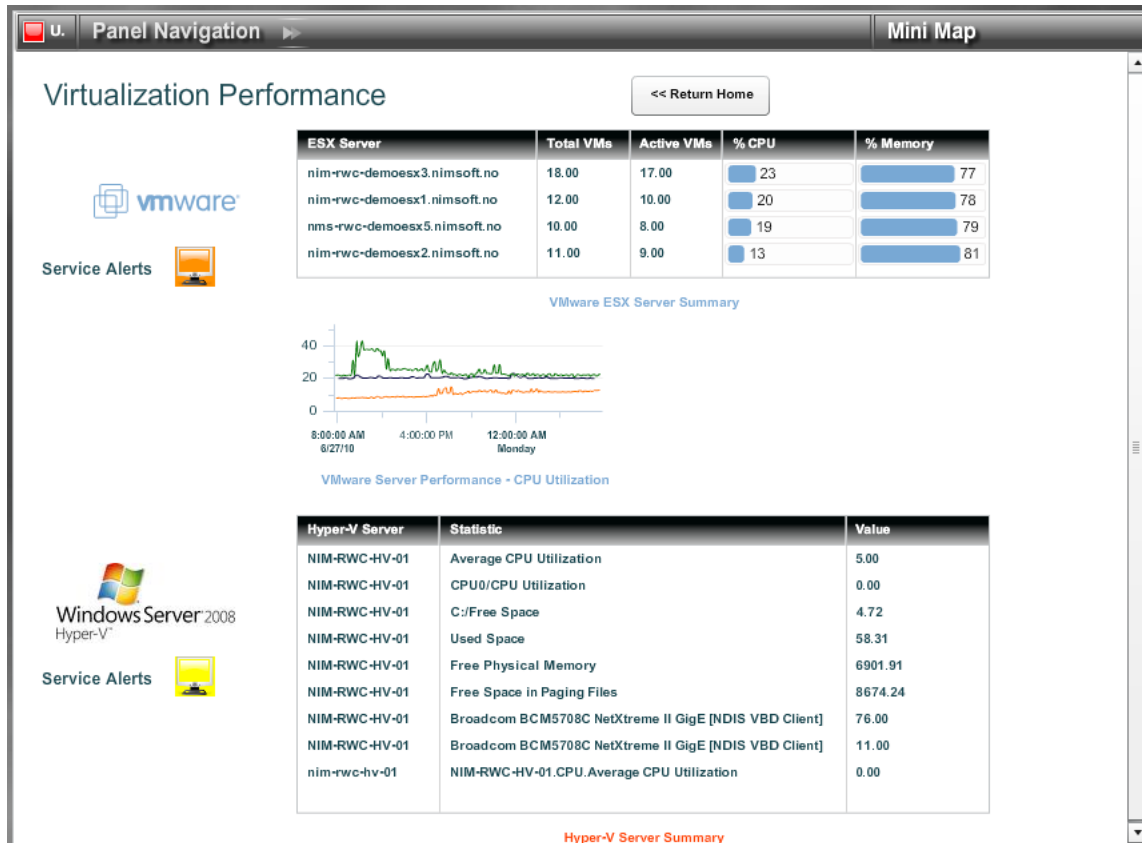 U. Panel Navigation Mini Map
Virtualization Performance
<< Return Home
ESX Server Total VMs Active VMs % CPU % Memory
nim-rwc-demoesx3.nimsoft.no 18.00 17.00 23 77
nim-rwc-demoesx1.nimsoft.no 12.00 10.00 20 78
nms-rwc-demoesx5.nimsoft.no 10.00 8.00 19 79
nim-rwc-demoesx2.nimsoft.no 11.00 9.00 13 81
vmware
Service Alerts
VMware ESX Server Summary
40
20
0
8:00:00 AM 4:00:00 PM 12:00:00 AM
6/27/10 Monday
VMware Server Performance - CPU Utilization
Hyper-V Server Statistic Value
NIM-RWC-HV-01 Average CPU Utilization 5.00
NIM-RWC-HV-01 CPU0/CPU Utilization 0.00
NIM-RWC-HV-01 C:/Free Space 4.72
NIM-RWC-HV-01 Used Space 58.31
NIM-RWC-HV-01 Free Physical Memory 6901.91
NIM-RWC-HV-01 Free Space in Paging Files 8674.24
NIM-RWC-HV-01 Broadcom BCM5708C NetXtreme II GigE [NDIS VBD Client] 76.00
NIM-RWC-HV-01 Broadcom BCM5708C NetXtreme II GigE [NDIS VBD Client] 11.00
nim-rwc-hv-01 NIM-RWC-HV-01.CPU.Average CPU Utilization 0.00
Windows Server 2008
Hyper-V
Service Alerts
Hyper-V Server Summary